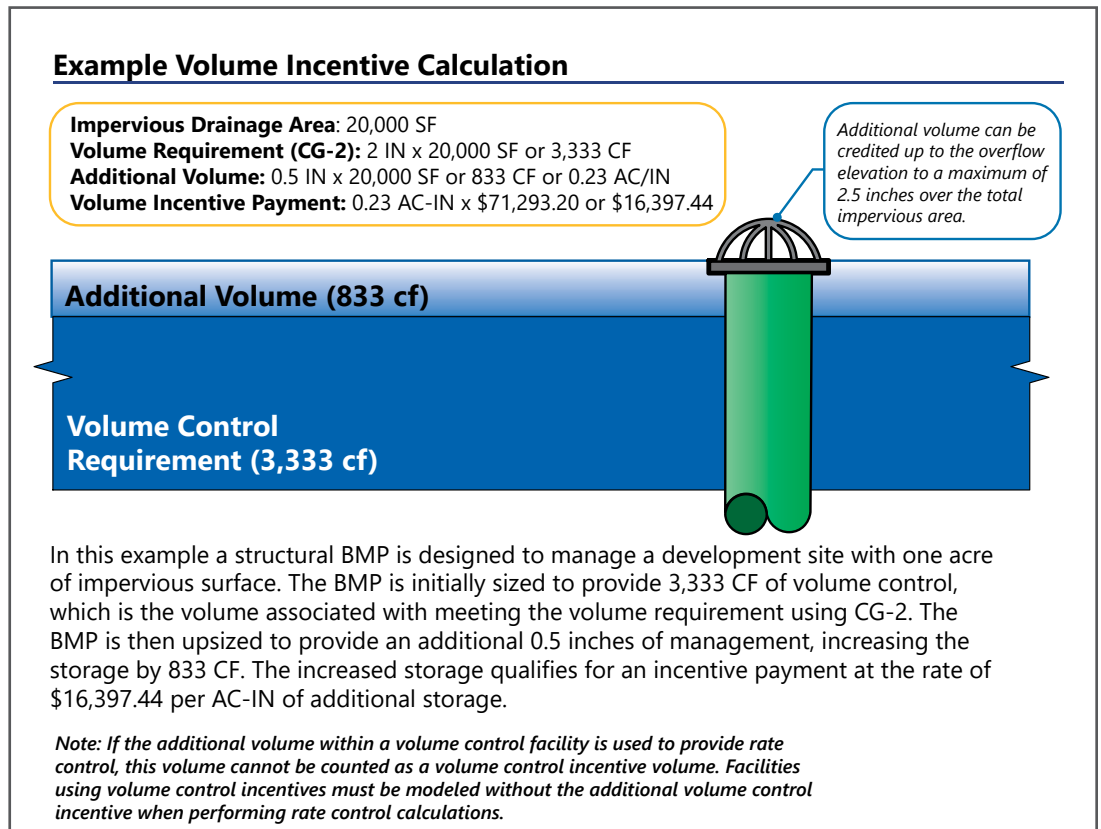 Example Volume Incentive Calculation
Impervious Drainage Area: 20,000 SF
Volume Requirement (CG-2): 2 IN x 20,000 SF or 3,333 CF
Additional Volume: 0.5 IN x 20,000 SF or 833 CF or 0.23 AC/IN
Volume Incentive Payment: 0.23 AC-IN x $71,293.20 or $16,397.44
Additional volume can be
credited up to the overflow
elevation to a maximum of
2.5 inches over the total
impervious area.
Additional Volume (833 cf)
Volume Control
Requirement (3,333 cf)
In this example a structural BMP is designed to manage a development site with one acre
of impervious surface. The BMP is initially sized to provide 3,333 CF of volume control,
which is the volume associated with meeting the volume requirement using CG-2. The
BMP is then upsized to provide an additional 0.5 inches of management, increasing the
storage by 833 CF. The increased storage qualifies for an incentive payment at the rate of
$16,397.44 per AC-IN of additional storage.
Note: If the additional volume within a volume control facility is used to provide rate
control, this volume cannot be counted as a volume control incentive volume. Facilities
using volume control incentives must be modeled without the additional volume control
incentive when performing rate control calculations.